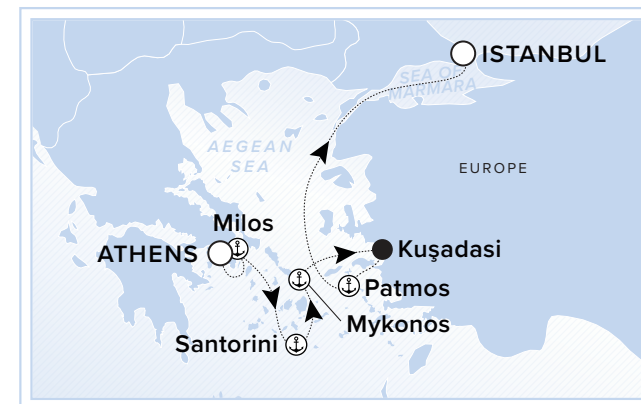 ISTANBUL
SEA OF
MARMARA
AEGEAN
SEA
EUROPE
Milos
ATHENS
Kuşadasi
Patmos
Mykonos
Santorini